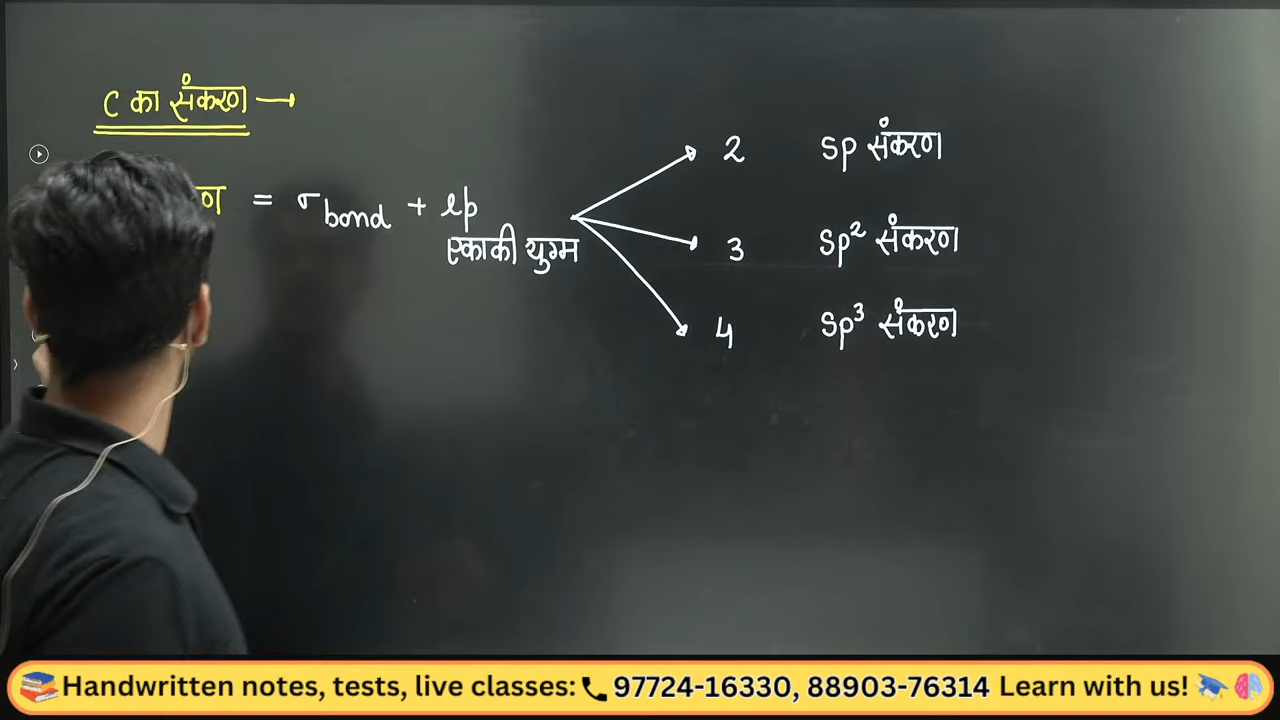 C का संकरण →
ण = σ bond + lp
एकाकी युग्म
2 sp संकरण
3 sp² संकरण
4 sp³ संकरण
📚 Handwritten notes, tests, live classes: 📞 97724-16330, 88903-76314 Learn with us! 🎓🧠